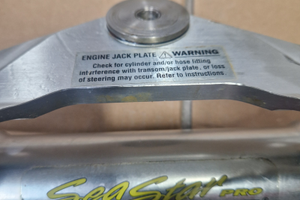 ENGINE JACK PLATE ⚠ WARNING
Check for cylinder and/or hose fitting
interference with transom/jack plate, or loss
of steering may occur. Refer to instructions
SeaStar PRO